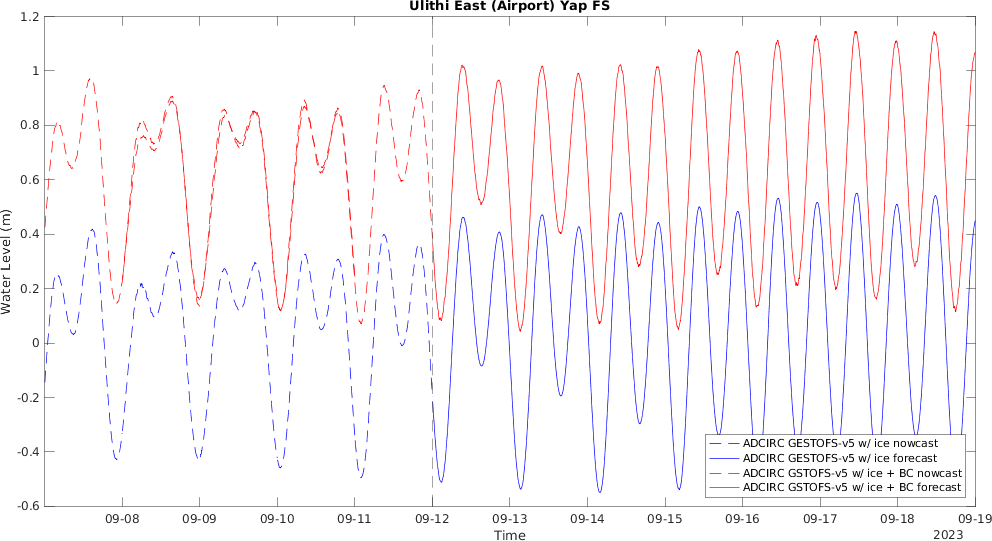 Ulithi East (Airport) Yap FS
Water Level (m)
1.2
1
0.8
0.6
0.4
0.2
0
-0.2
-0.4
-0.6
ADCIRC GESTOFS-v5 w/ ice nowcast
ADCIRC GESTOFS-v5 w/ ice forecast
ADCIRC GSTOFS-v5 w/ ice + BC nowcast
ADCIRC GSTOFS-v5 w/ ice + BC forecast
09-08 09-09 09-10 09-11 09-12 09-13 09-14 09-15 09-16 09-17 09-18 09-19
Time
2023